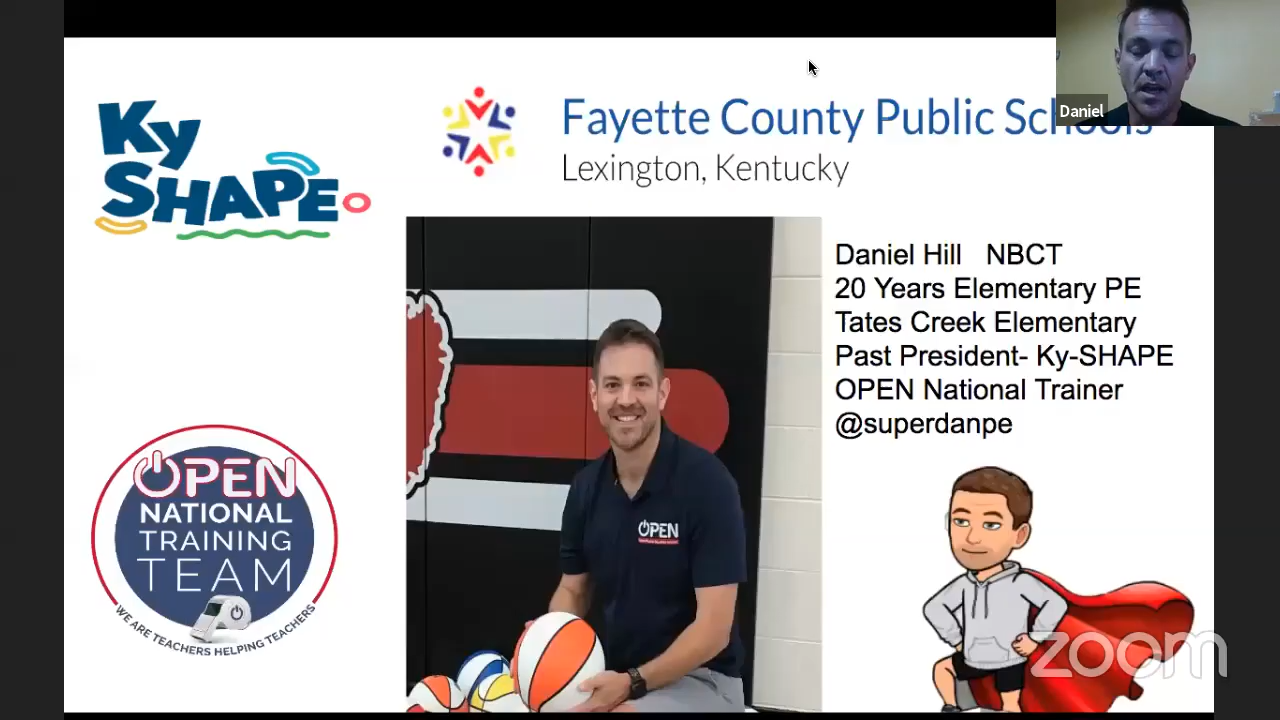 Ky
SHAPE
Fayette County Public Schools
Lexington, Kentucky
Daniel
Daniel Hill NBCT
20 Years Elementary PE
Tates Creek Elementary
Past President- Ky-SHAPE
OPEN National Trainer
@superdanpe
OPEN
NATIONAL
TRAINING
TEAM
WE ARE TEACHERS HELPING TEACHERS
OPEN
zoom